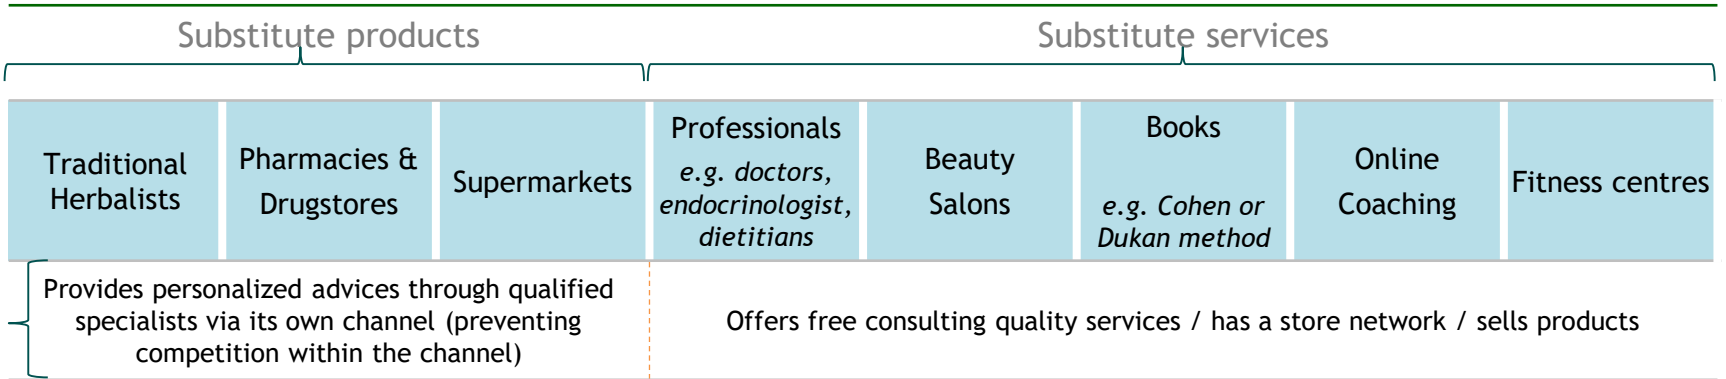 Substitute products
Substitute services
Traditional
Herbalists
Pharmacies &
Drugstores
Supermarkets
Professionals
e.g. doctors,
endocrinologist,
dietitians
Beauty
Salons
Books
e.g. Cohen or
Dukan method
Online
Coaching
Fitness centres
Provides personalized advices through qualified
specialists via its own channel (preventing
competition within the channel)
Offers free consulting quality services / has a store network / sells products